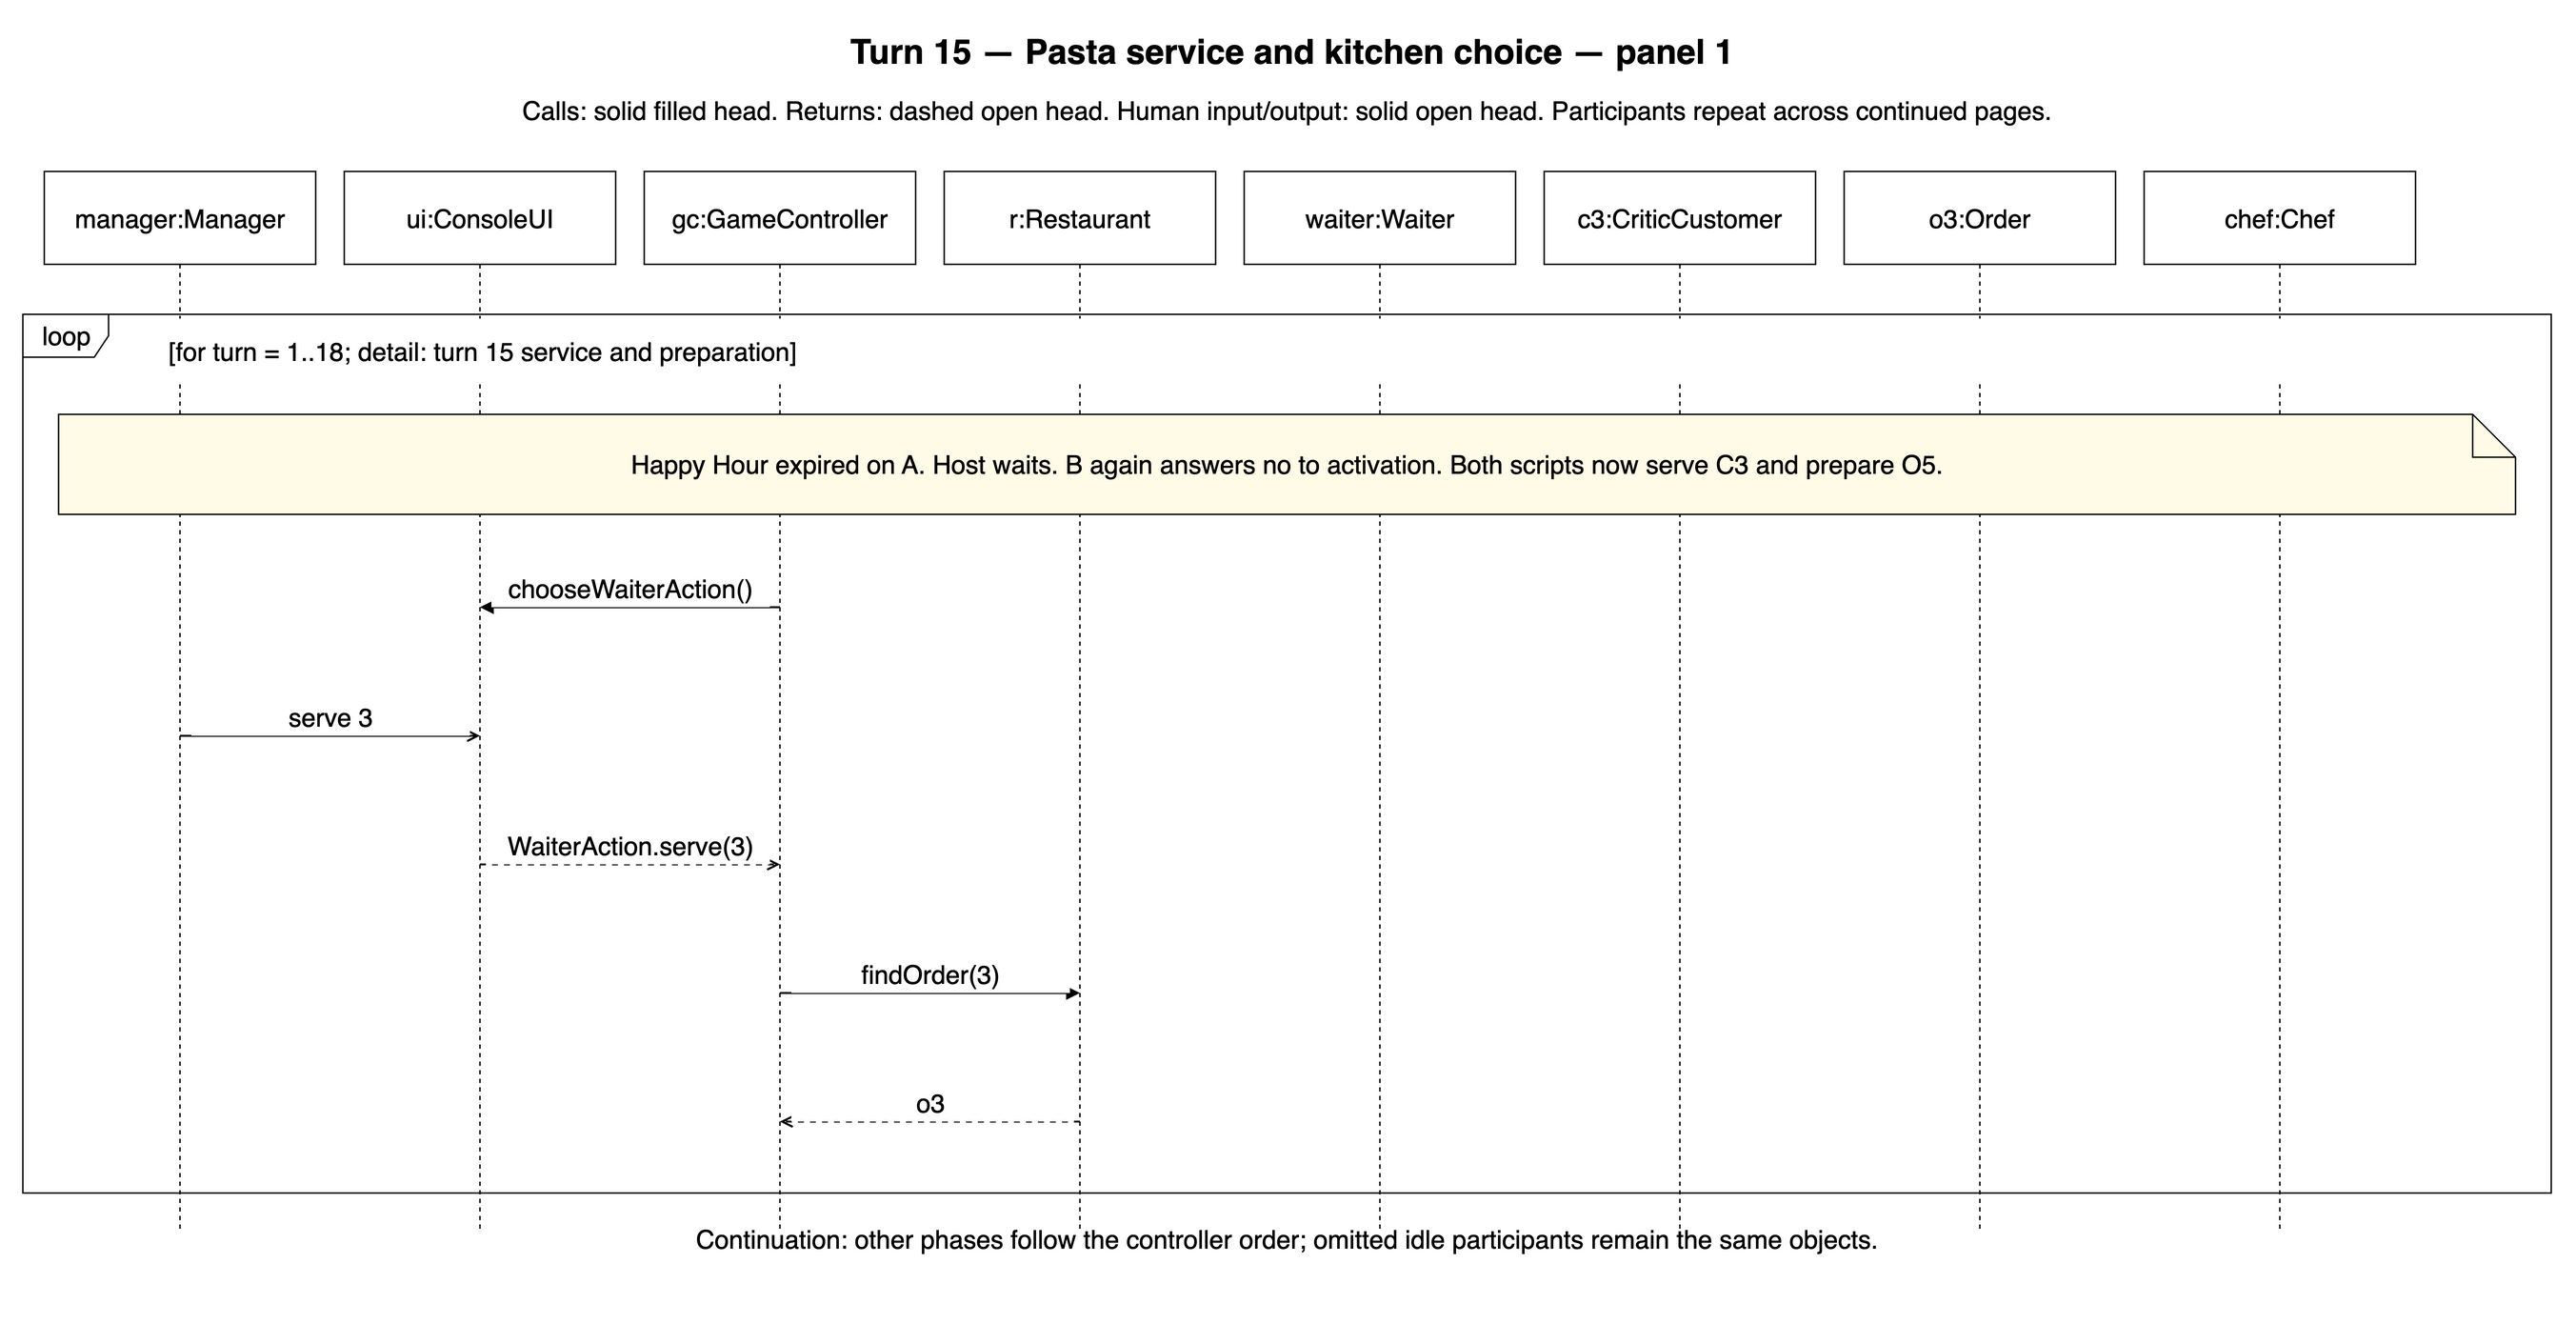 Turn 15 — Pasta service and kitchen choice — panel 1
Calls: solid filled head. Returns: dashed open head. Human input/output: solid open head. Participants repeat across continued pages.
manager:Manager
ui:ConsoleUI
gc:GameController
r:Restaurant
waiter:Waiter
c3:CriticCustomer
o3:Order
chef:Chef
loop
[for turn = 1..18; detail: turn 15 service and preparation]
Happy Hour expired on A. Host waits. B again answers no to activation. Both scripts now serve C3 and prepare O5.
chooseWaiterAction()
serve 3
WaiterAction.serve(3)
findOrder(3)
o3
Continuation: other phases follow the controller order; omitted idle participants remain the same objects.